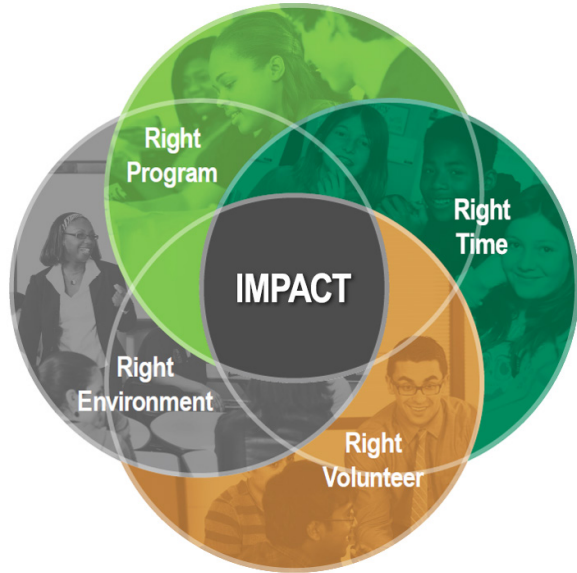 Right
Program
Right
Time
IMPACT
Right
Environment
Right
Volunteer